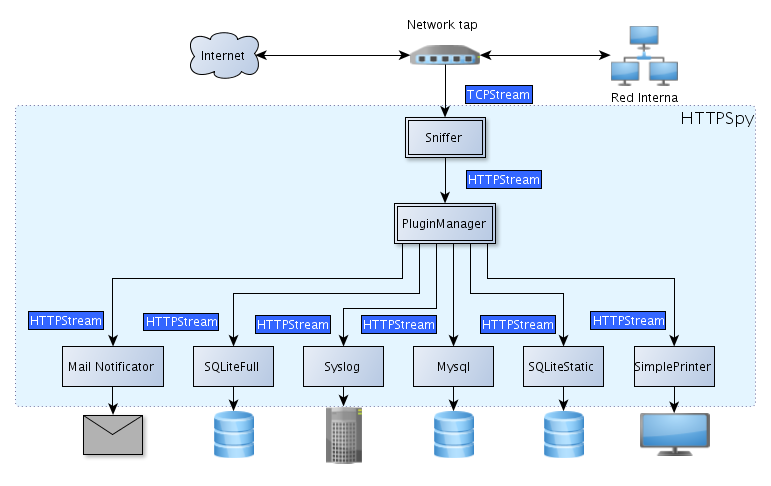 Network tap
Internet
Red Interna
TCPStream
HTTPSpy
Sniffer
HTTPStream
PluginManager
HTTPStream
HTTPStream
HTTPStream
HTTPStream
HTTPStream
HTTPStream
Mail Notificator
SQLiteFull
Syslog
Mysql
SQLiteStatic
SimplePrinter